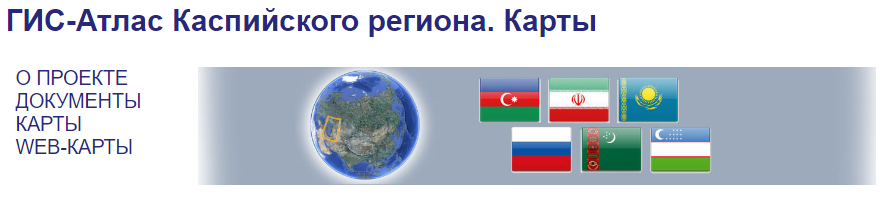 ГИС-Атлас Каспийского региона. Карты
О ПРОЕКТЕ
ДОКУМЕНТЫ
КАРТЫ
WEB-КАРТЫ